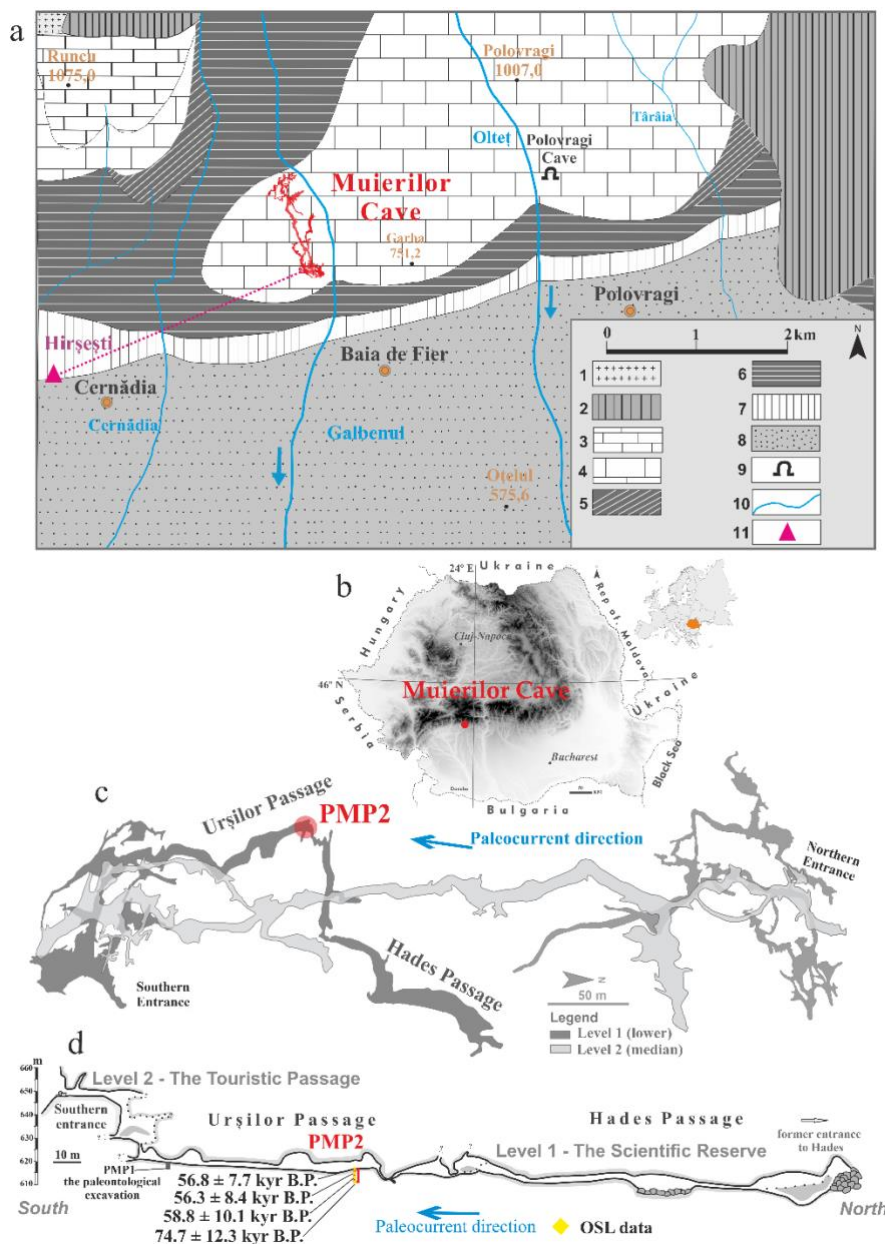 a
Runcu
1075,0
Polovragi
1007,0
Târâia
Olteț
Polovragi
Cave
Muierilor
Cave
Garba
751,2
Polovragi
Hirșești
Baia de Fier
Cernădia
Cernădia
Galbenul
Oțelul
575,6
0 1 2 km
N
1
2
3
4
5
6
7
8
9
10
11
b
24° E
Ukraine
Hungary
Rep of. Moldova
Cluj-Napoca
46° N
Muierilor Cave
Ukraine
Serbia
Bucharest
Black Sea
Danube
Bulgaria
c
Urșilor Passage
PMP2
Paleocurrent direction
Northern
Entrance
Hades Passage
Southern
Entrance
N
50 m
Legend
Level 1 (lower)
Level 2 (median)
d
m
660
650
640
630
620
610
Level 2 - The Touristic Passage
Southern
entrance
Urșilor Passage
Hades Passage
PMP2
Level 1 - The Scientific Reserve
former entrance
to Hades
10 m
PMP1
the paleontological
excavation
56.8 ± 7.7 kyr B.P.
56.3 ± 8.4 kyr B.P.
58.8 ± 10.1 kyr B.P.
74.7 ± 12.3 kyr B.P.
South
Paleocurrent direction
OSL data
North